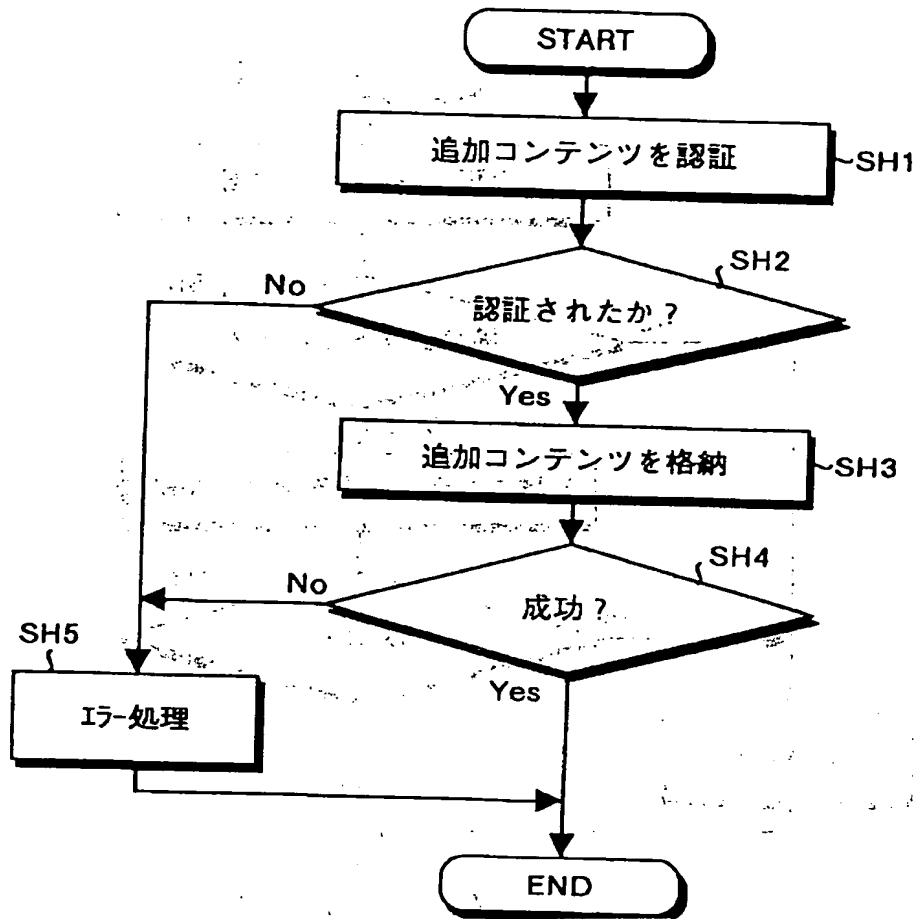 START
追加コンテンツを認証
SH1
SH2
No
認証されたか？
Yes
追加コンテンツを格納
SH3
SH4
No
成功？
SH5
Yes
エラー処理
END